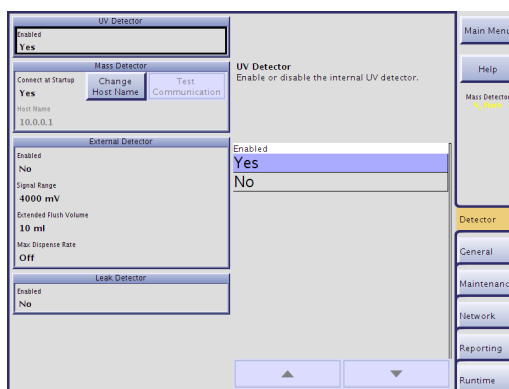 UV Detector
Enabled
Yes
Mass Detector
Connect at Startup
Yes
Change
Host Name
Test
Communication
Host Name
10.0.0.1
External Detector
Enabled
No
Signal Range
4000 mV
Extended Flush Volume
10 ml
Max Dispense Rate
Off
Leak Detector
Enabled
No
UV Detector
Enable or disable the internal UV detector.
Enabled
Yes
No
Main Menu
Help
Mass Detector
Detector
General
Maintenanc
Network
Reporting
Runtime